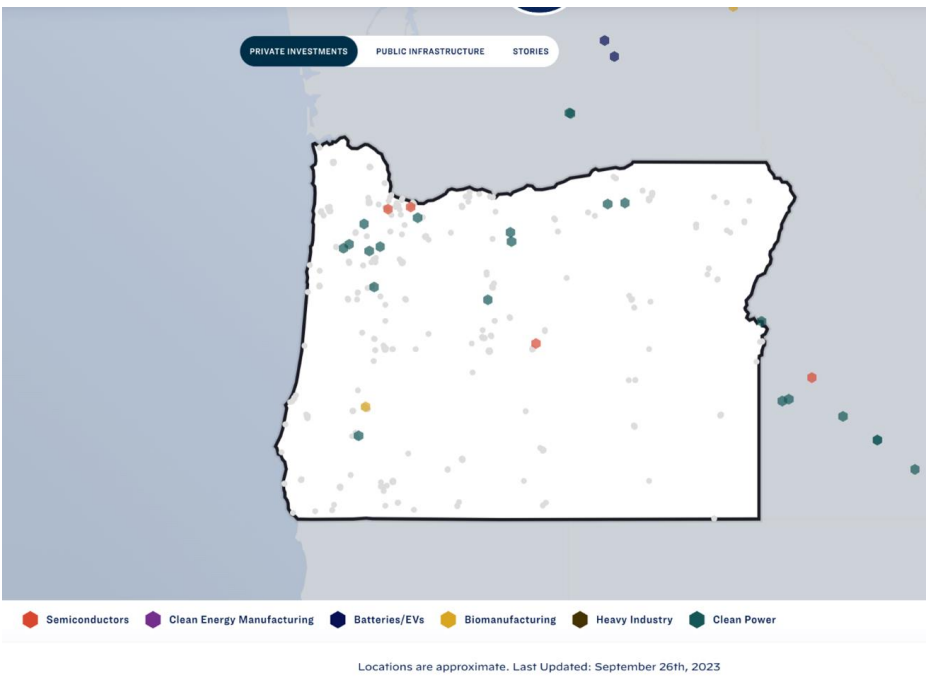 PRIVATE INVESTMENTS PUBLIC INFRASTRUCTURE STORIES
Semiconductors Clean Energy Manufacturing Batteries/EVs Biomanufacturing Heavy Industry Clean Power
Locations are approximate. Last Updated: September 26th, 2023